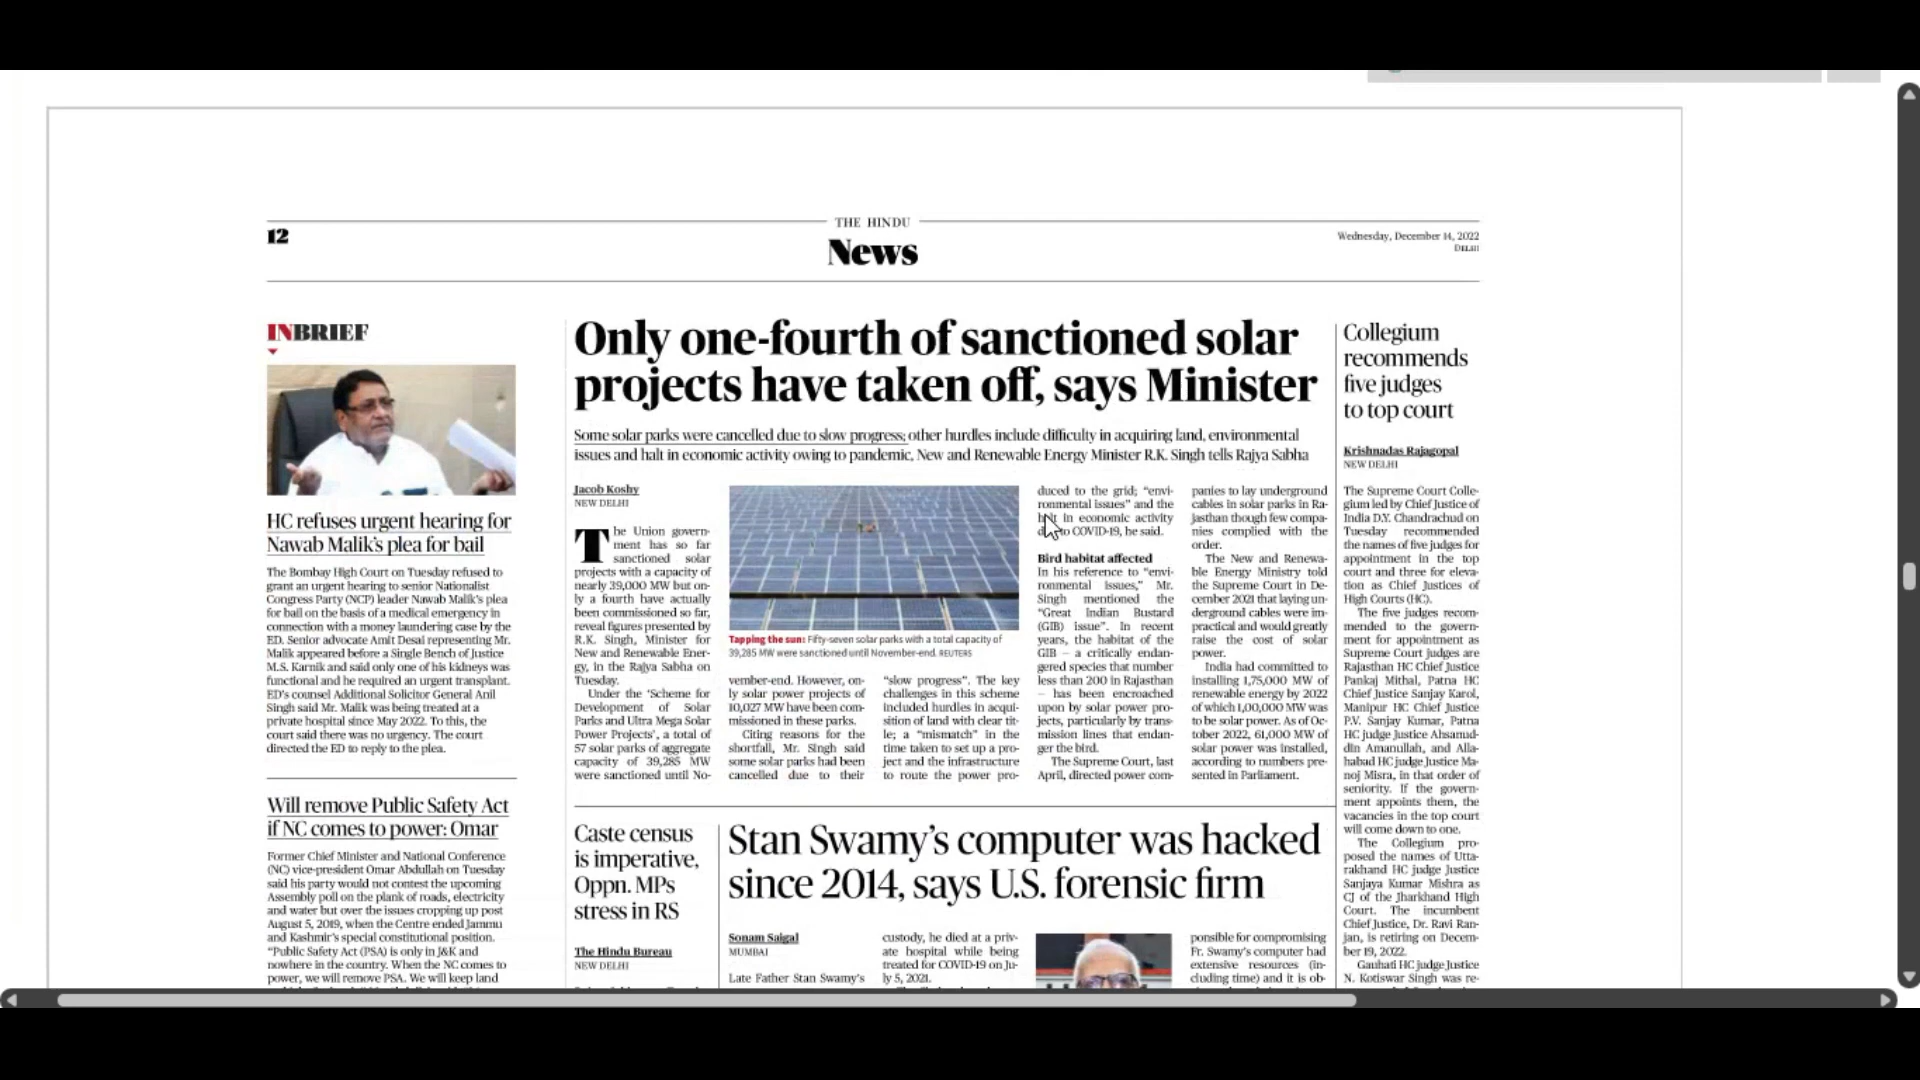 THE HINDU
12
News
Wednesday, December 14, 2022
DELHI
INBRIEF
HC refuses urgent hearing for
Nawab Malik's plea for bail
The Bombay High Court on Tuesday refused to
grant an urgent hearing to senior Nationalist
Congress Party (NCP) leader Nawab Malik's plea
for bail on the basis of a medical emergency in
connection with a money laundering case by the
ED. Senior advocate Amit Desai representing Mr.
Malik appeared before a Single Bench of Justice
M.S. Karnik and said only one of his kidneys was
functional and he required an urgent transplant.
ED's counsel Additional Solicitor General Anil
Singh said Mr. Malik was being treated at a
private hospital since May 2022. To this, the
court said there was no urgency. The court
directed the ED to reply to the plea.
Will remove Public Safety Act
if NC comes to power: Omar
Former Chief Minister and National Conference
(NC) vice-president Omar Abdullah on Tuesday
said his party would not contest the upcoming
Assembly poll on the plank of roads, electricity
and water but over the issues cropping up post
August 5, 2019, when the Centre ended Jammu
and Kashmir's special constitutional position.
"Public Safety Act (PSA) is only in J&K and
nowhere in the country. When the NC comes to
power, we will remove PSA. We will keep land
Only one-fourth of sanctioned solar
projects have taken off, says Minister
Some solar parks were cancelled due to slow progress; other hurdles include difficulty in acquiring land, environmental
issues and halt in economic activity owing to pandemic, New and Renewable Energy Minister R.K. Singh tells Rajya Sabha
Jacob Koshy
NEW DELHI
The Union govern-
ment has so far
sanctioned solar
projects with a capacity of
nearly 39,000 MW but on-
ly a fourth have actually
been commissioned so far,
reveal figures presented by
R.K. Singh, Minister for
New and Renewable Ener-
gy, in the Rajya Sabha on
Tuesday.
Under the 'Scheme for
Development of Solar
Parks and Ultra Mega Solar
Power Projects', a total of
57 solar parks of aggregate
capacity of 39,285 MW
were sanctioned until No-
Tapping the sun: Fifty-seven solar parks with a total capacity of
39,285 MW were sanctioned until November-end. REUTERS
vember-end. However, on-
ly solar power projects of
10,027 MW have been com-
missioned in these parks.
Citing reasons for the
shortfall, Mr. Singh said
some solar parks had been
cancelled due to their
"slow progress". The key
challenges in this scheme
included hurdles in acqui-
sition of land with clear tit-
le; a "mismatch" in the
time taken to set up a pro-
ject and the infrastructure
to route the power pro-
duced to the grid; "envi-
ronmental issues" and the
halt in economic activity
to COVID-19, he said.
Bird habitat affected
In his reference to "envi-
ronmental issues," Mr.
Singh mentioned the
"Great Indian Bustard
(GIB) issue". In recent
years, the habitat of the
GIB – a critically endan-
gered species that number
less than 200 in Rajasthan
– has been encroached
upon by solar power pro-
jects, particularly by trans-
mission lines that endan-
ger the bird.
The Supreme Court, last
April, directed power com-
panies to lay underground
cables in solar parks in Ra-
jasthan though few compa-
nies complied with the
order.
The New and Renewa-
ble Energy Ministry told
the Supreme Court in De-
cember 2021 that laying un-
derground cables were im-
practical and would greatly
raise the cost of solar
power.
India had committed to
installing 1,75,000 MW of
renewable energy by 2022
of which 1,00,000 MW was
to be solar power. As of Oc-
tober 2022, 61,000 MW of
solar power was installed,
according to numbers pre-
sented in Parliament.
Collegium
recommends
five judges
to top court
Krishnadas Rajagopal
NEW DELHI
The Supreme Court Colle-
gium led by Chief Justice of
India D.Y. Chandrachud on
Tuesday recommended
the names of five judges for
appointment in the top
court and three for eleva-
tion as Chief Justices of
High Courts (HC).
The five judges recom-
mended to the govern-
ment for appointment as
Supreme Court judges are
Rajasthan HC Chief Justice
Pankaj Mithal, Patna HC
Chief Justice Sanjay Karol,
Manipur HC Chief Justice
P.V. Sanjay Kumar, Patna
HC judge Justice Ahsanud-
din Amanullah, and Alla-
habad HC judge Justice Ma-
noj Misra, in that order of
seniority. If the govern-
ment appoints them, the
vacancies in the top court
will come down to one.
The Collegium pro-
posed the names of Utta-
rakhand HC judge Justice
Sanjaya Kumar Mishra as
CJ of the Jharkhand High
Court. The incumbent
Chief Justice, Dr. Ravi Ran-
jan, is retiring on Decem-
ber 19, 2022.
Gauhati HC judge Justice
N. Kotiswar Singh was re-
Caste census
is imperative,
Oppn. MPs
stress in RS
The Hindu Bureau
NEW DELHI
Stan Swamy's computer was hacked
since 2014, says U.S. forensic firm
Sonam Saigal
MUMBAI
Late Father Stan Swamy's
custody, he died at a priv-
ate hospital while being
treated for COVID-19 on Ju-
ly 5, 2021.
ponsible for compromising
Fr. Swamy's computer had
extensive resources (in-
cluding time) and it is ob-